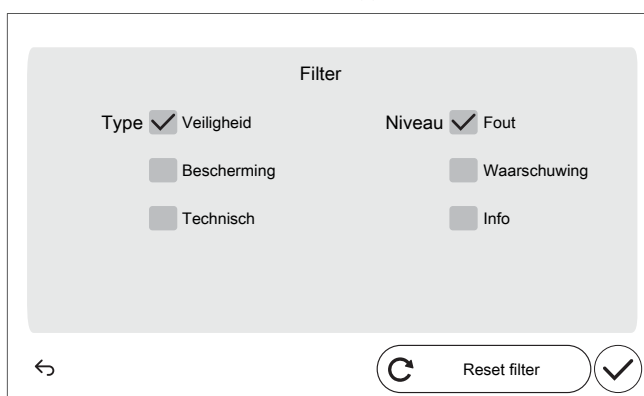 Filter
Type Veiligheid Niveau Fout
Bescherming Waarschuwing
Technisch Info
Reset filter